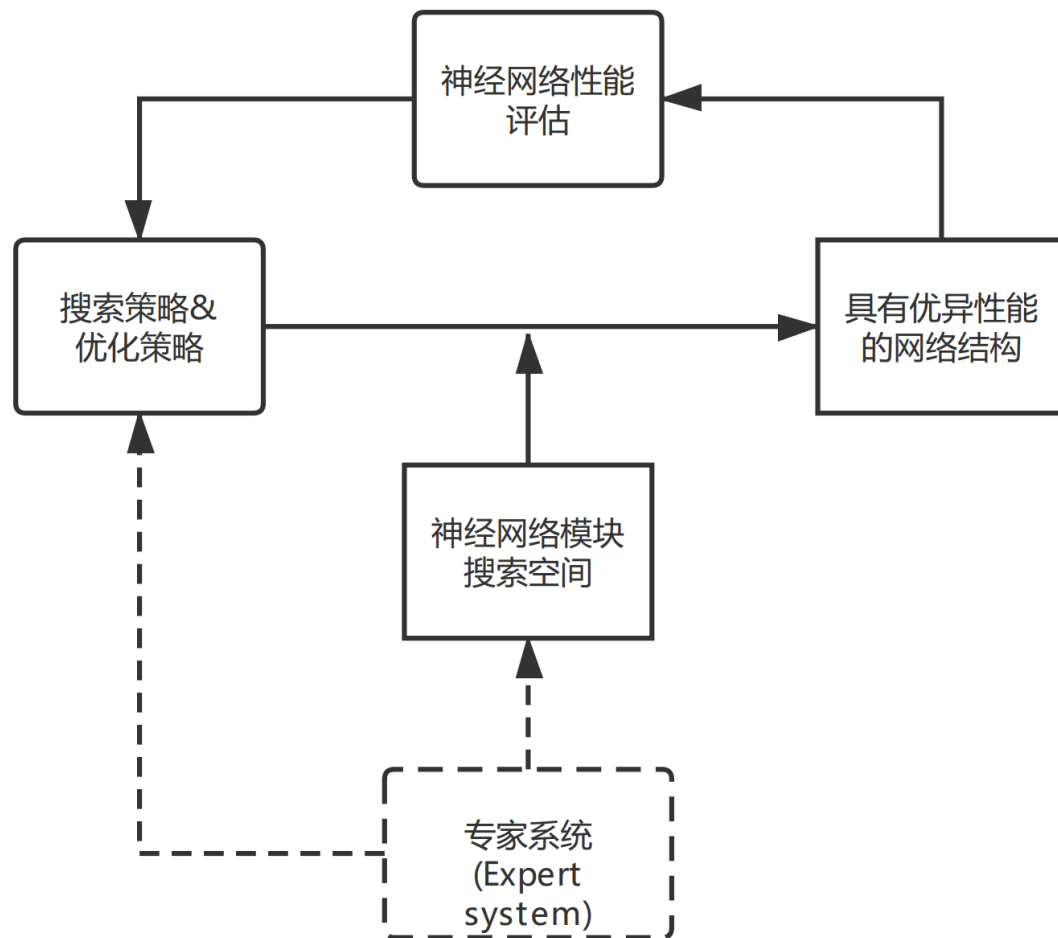 神经网络性能
评估
搜索策略&
优化策略
具有优异性能
的网络结构
神经网络模块
搜索空间
专家系统
(Expert
system)